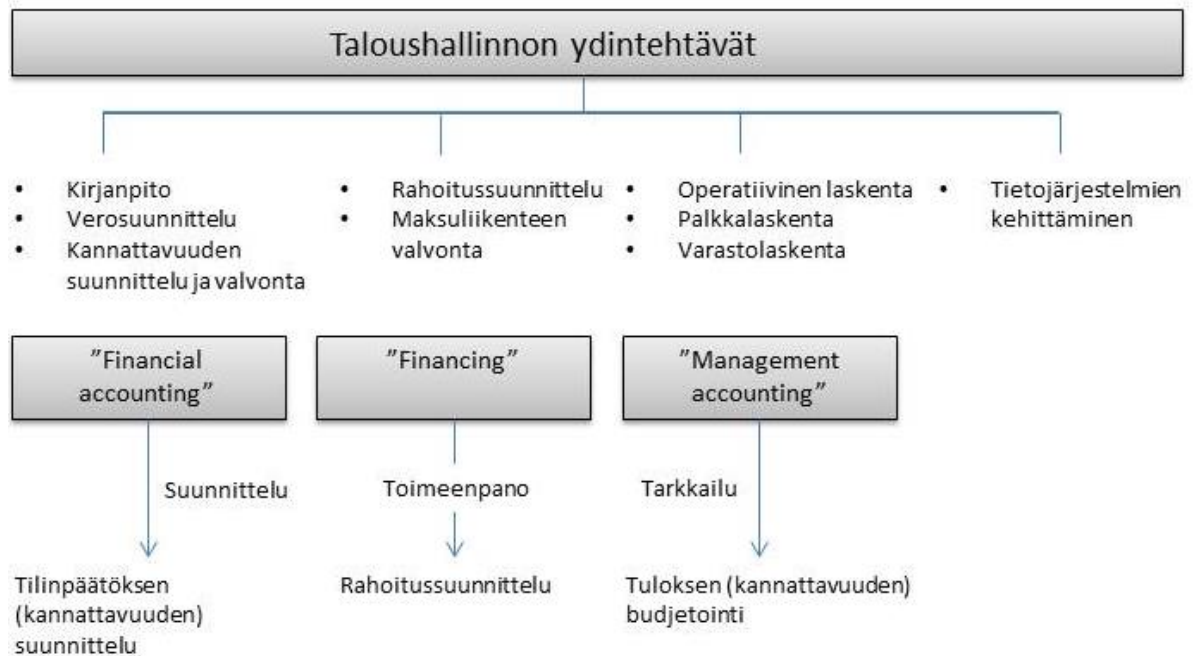 Taloushallinnon ydintehtävät
• Kirjanpito
• Verosuunnittelu
• Kannattavuuden
suunnittelu ja valvonta
• Rahoitussuunnittelu
• Maksuliikenteen
valvonta
• Operatiivinen laskenta
• Palkkalaskenta
• Varastolaskenta
• Tietojärjestelmien
kehittäminen
”Financial
accounting”
”Financing”
”Management
accounting”
Suunnittelu
Toimeenpano
Tarkkailu
Tilinpäätöksen
(kannattavuuden)
suunnittelu
Rahoitussuunnittelu
Tuloksen (kannattavuuden)
budjetointi